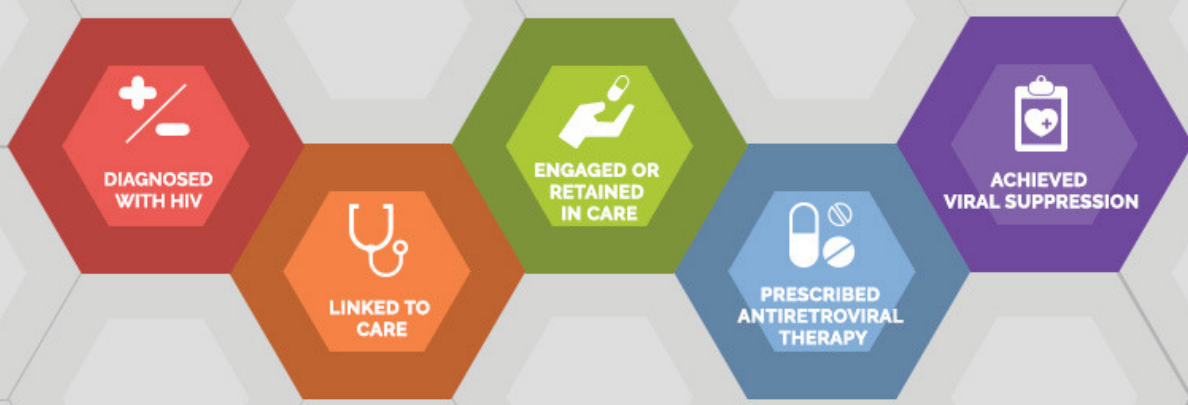 DIAGNOSED
WITH HIV
LINKED TO
CARE
ENGAGED OR
RETAINED
IN CARE
PRESCRIBED
ANTIRETROVIRAL
THERAPY
ACHIEVED
VIRAL SUPPRESSION